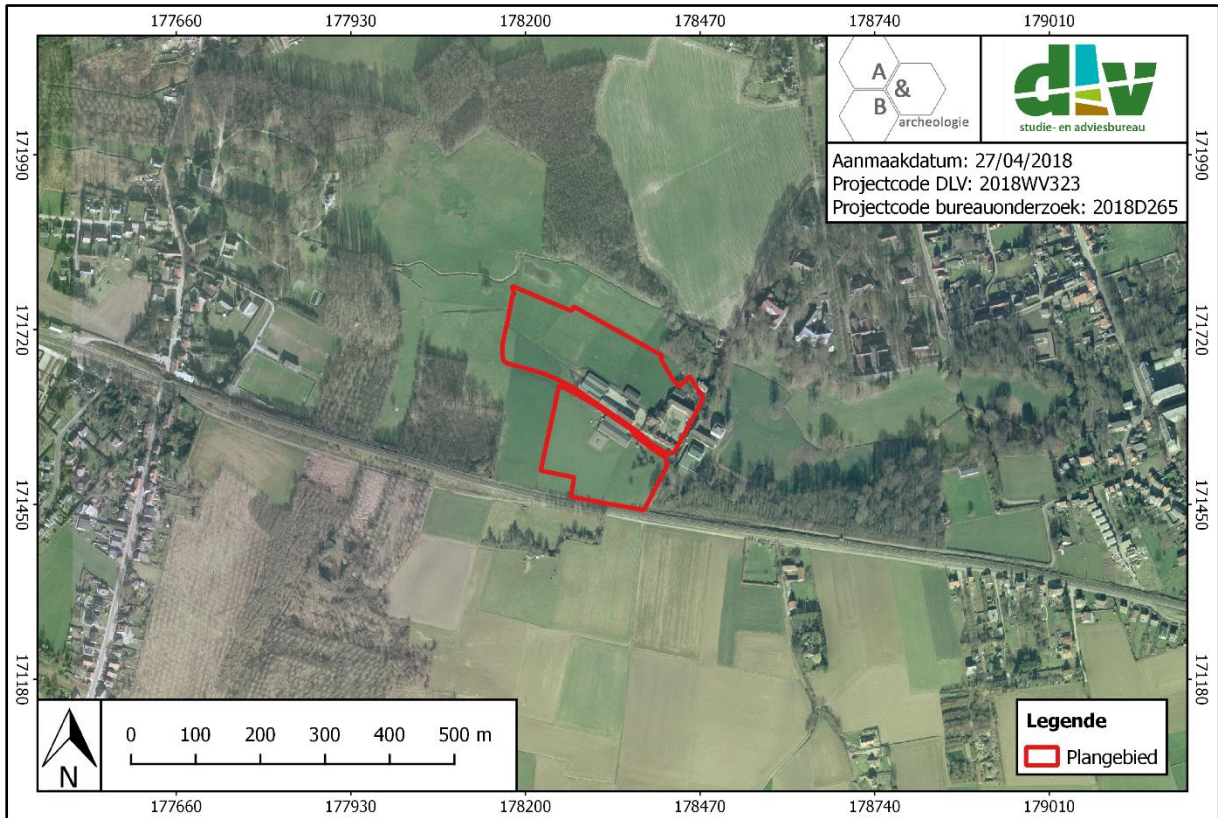 177660 177930 178200 178470 178740 179010
A
&
B
archeologie
dlv
studie- en adviesbureau
Aanmaakdatum: 27/04/2018
Projectcode DLV: 2018WV323
Projectcode bureauonderzoek: 2018D265
171990 171990
171720 171720
171450 171450
171180 171180
N
0 100 200 300 400 500 m
Legende
Plangebied
177660 177930 178200 178470 178740 179010